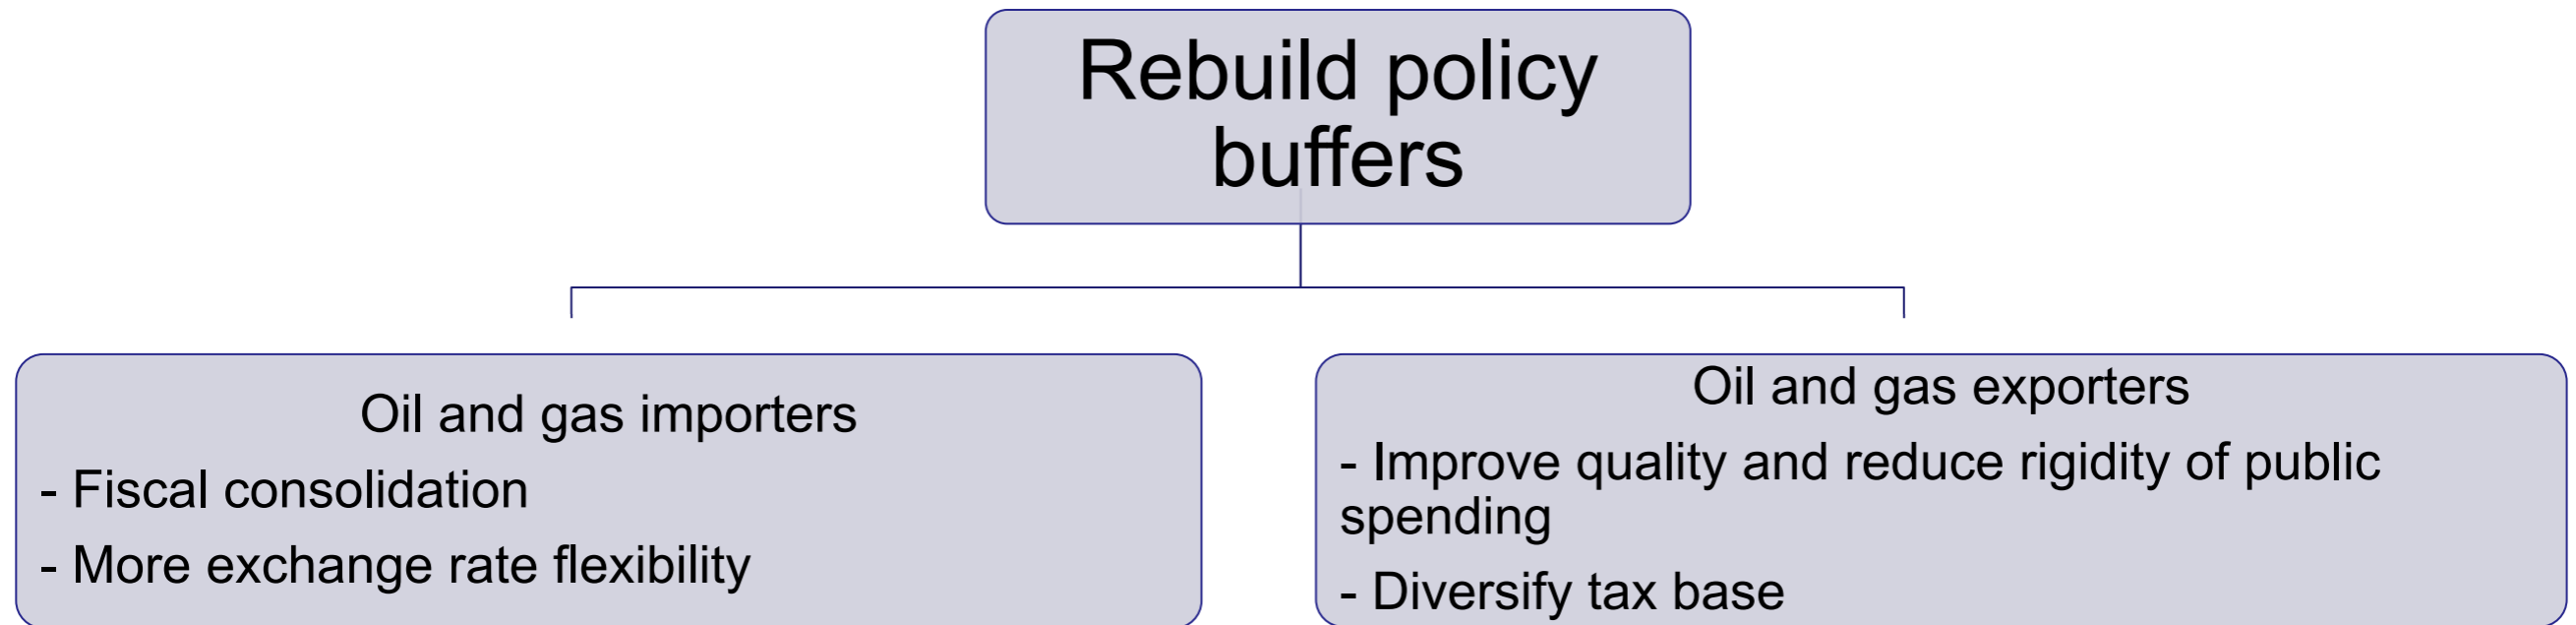 Rebuild policy
buffers
Oil and gas importers
- Fiscal consolidation
- More exchange rate flexibility
Oil and gas exporters
- Improve quality and reduce rigidity of public
spending
- Diversify tax base